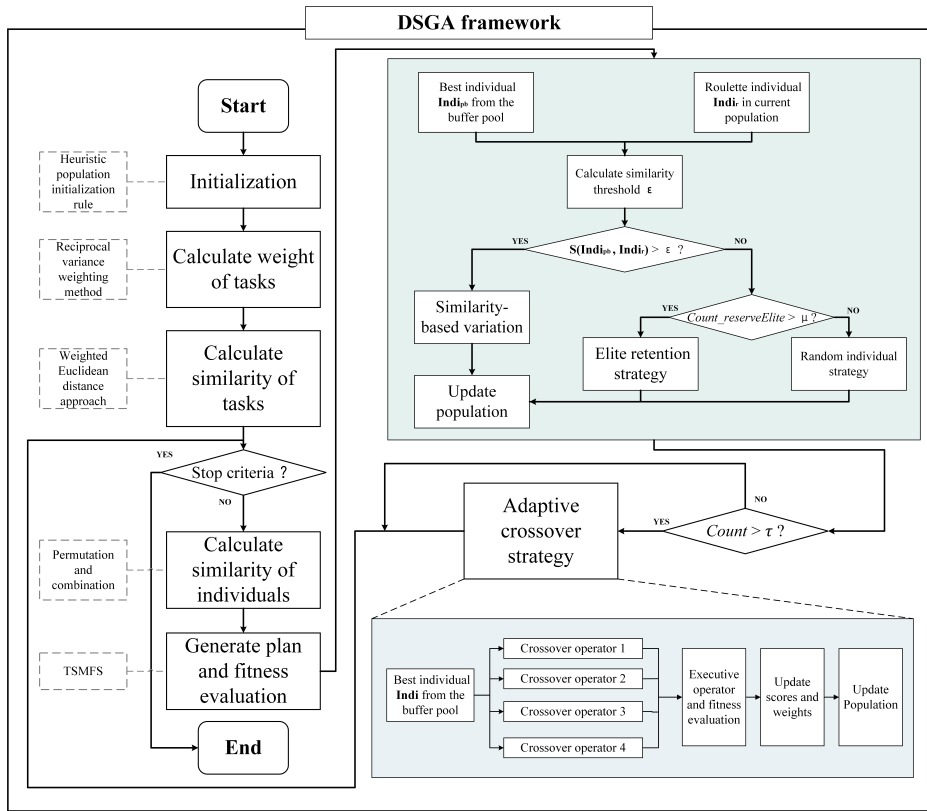 DSGA framework
Start
Heuristic
population
initialization
rule
Initialization
Reciprocal
variance
weighting
method
Calculate weight
of tasks
Weighted
Euclidean
distance
approach
Calculate
similarity of
tasks
YES
Stop criteria ?
NO
Permutation
and
combination
Calculate
similarity of
individuals
TSMFS
Generate plan
and fitness
evaluation
End
Best individual
Indipb from the
buffer pool
Roulette individual
Indir in current
population
Calculate similarity
threshold ε
YES
S(Indipb, Indir) > ε ?
NO
Similarity-
based variation
YES
Count_reserveElite > μ ?
NO
Elite retention
strategy
Random individual
strategy
Update
population
NO
Adaptive
crossover
strategy
YES
Count > τ ?
Best individual
Indi from the
buffer pool
Crossover operator 1
Crossover operator 2
Crossover operator 3
Crossover operator 4
Executive
operator
and fitness
evaluation
Update
scores and
weights
Update
Population